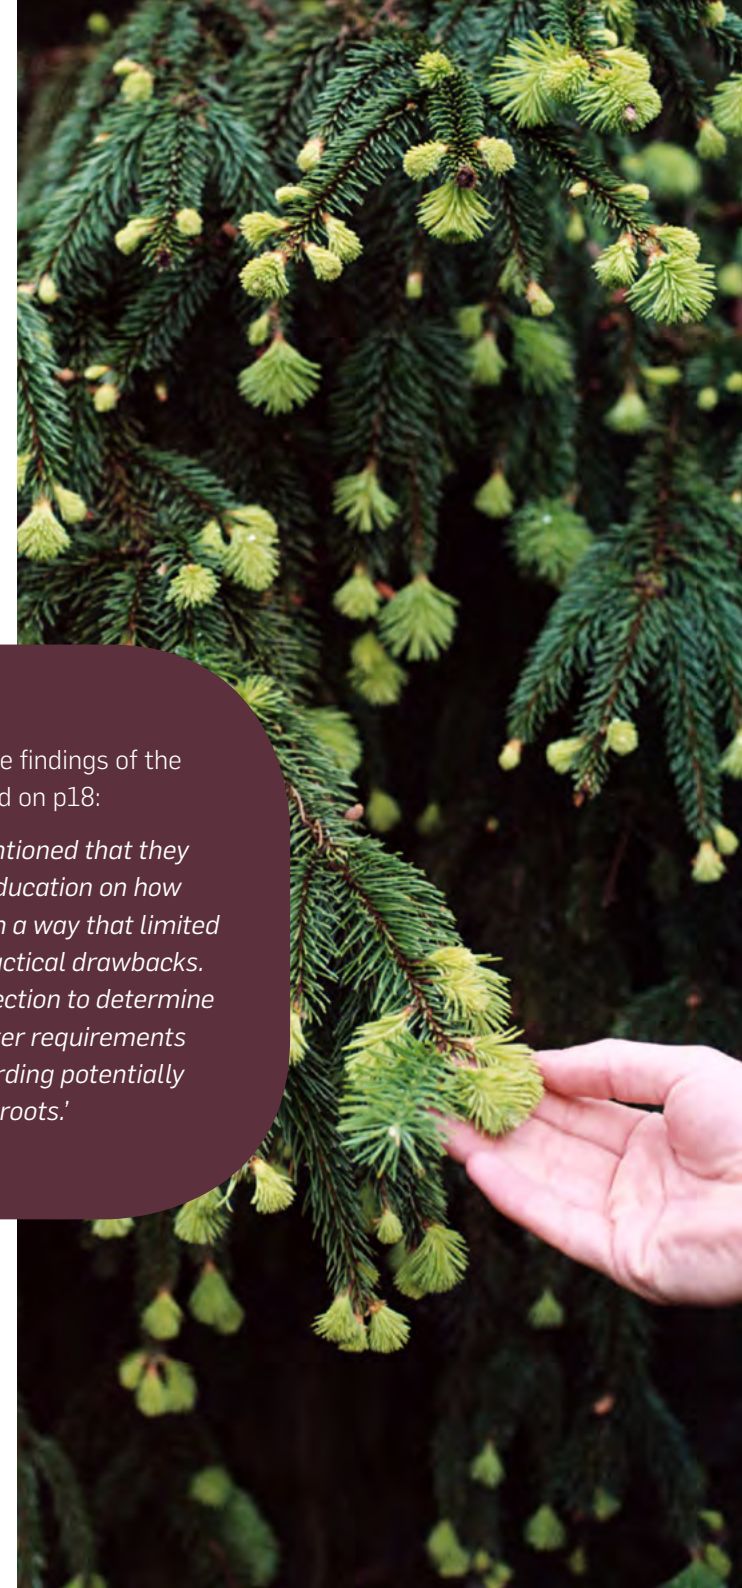 e findings of the
d on p18:
ntioned that they
ducation on how
n a way that limited
actical drawbacks.
ection to determine
er requirements
rding potentially
roots.’